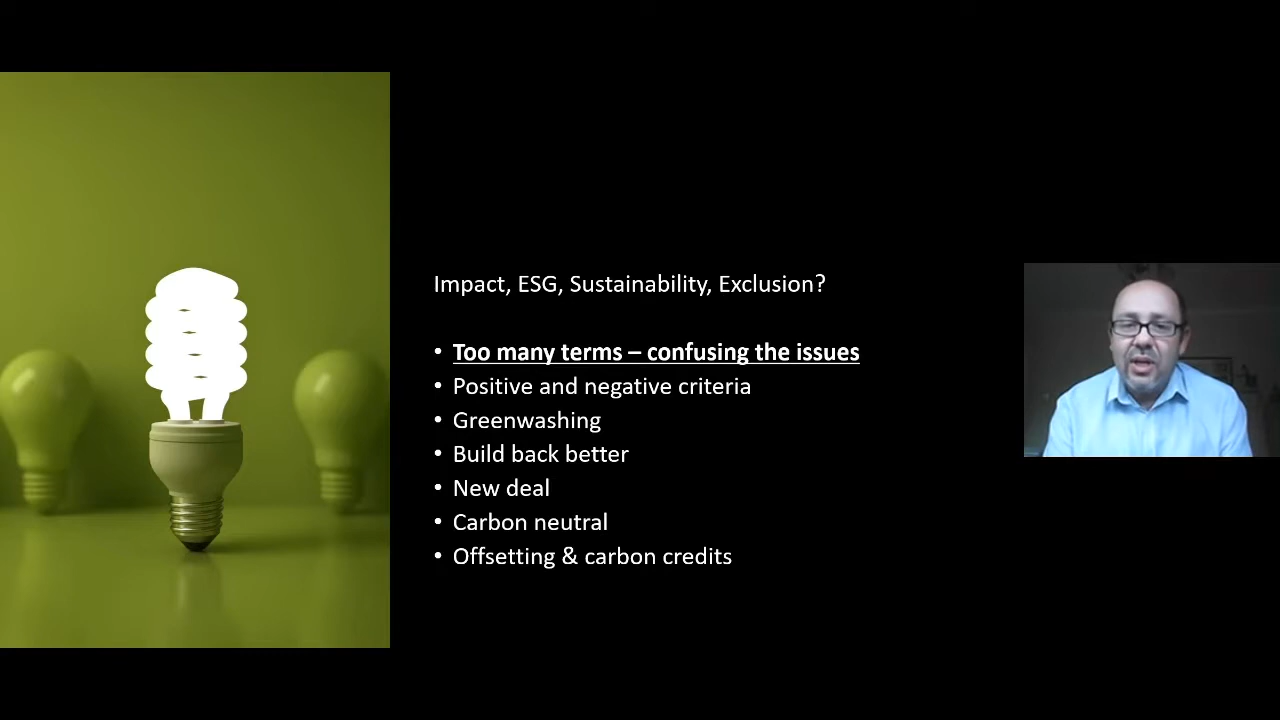 Impact, ESG, Sustainability, Exclusion?
• Too many terms – confusing the issues
• Positive and negative criteria
• Greenwashing
• Build back better
• New deal
• Carbon neutral
• Offsetting & carbon credits